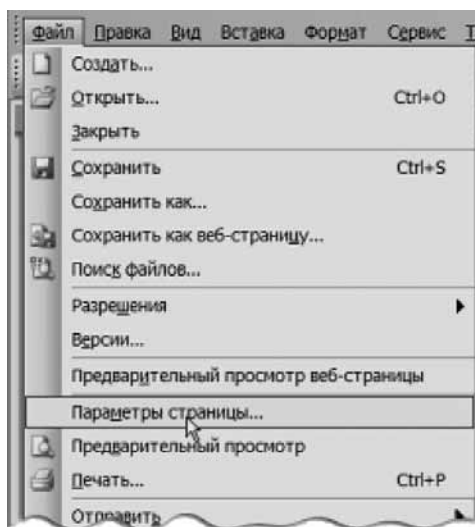 Файл Правка Вид Вставка Формат Сервис Т
Создать...
Открыть... Ctrl+O
Закрыть
Сохранить Ctrl+S
Сохранить как...
Сохранить как веб-страницу...
Поиск файлов...
Разрешения
Версии...
Предварительный просмотр веб-страницы
Параметры страницы...
Предварительный просмотр
Печать... Ctrl+P
Отправить